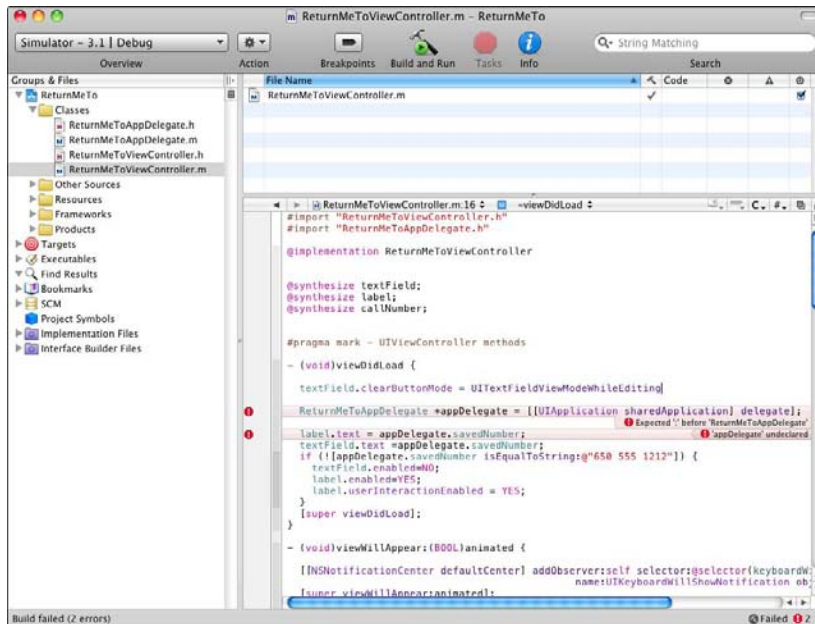 ReturnMeToViewController.m - ReturnMeTo
Simulator - 3.1 | Debug
String Matching
Overview
Action
Breakpoints
Build and Run
Tasks
Info
Search
Groups & Files
ReturnMeTo
Classes
ReturnMeToAppDelegate.h
ReturnMeToAppDelegate.m
ReturnMeToViewController.h
ReturnMeToViewController.m
Other Sources
Resources
Frameworks
Products
Targets
Executables
Find Results
Bookmarks
SCM
Project Symbols
Implementation Files
Interface Builder Files
File Name
Code
ReturnMeToViewController.m
ReturnMeToViewController.m:16
-viewDidLoad
C
#
#import "ReturnMeToViewController.h"
#import "ReturnMeToAppDelegate.h"
@implementation ReturnMeToViewController
@synthesize textField;
@synthesize label;
@synthesize callNumber;
#pragma mark - UIViewController methods
- (void)viewDidLoad {
textField.clearButtonMode = UITextFieldViewModeWhileEditing
ReturnMeToAppDelegate *appDelegate = [[UIApplication sharedApplication] delegate];
Expected ';' before 'ReturnMeToAppDelegate'
label.text = appDelegate.savedNumber;
'appDelegate' undeclared
textField.text =appDelegate.savedNumber;
if (![appDelegate.savedNumber isEqualToString:@"650 555 1212"]) {
textField.enabled=NO;
label.enabled=YES;
label.userInteractionEnabled = YES;
}
[super viewDidLoad];
}
- (void)viewWillAppear:(BOOL)animated {
[[NSNotificationCenter defaultCenter] addObserver:self selector:@selector(keyboardW
name:UIKeyboardWillShowNotification obj
[super viewWillAppear:animated];
Build failed (2 errors)
Failed
2